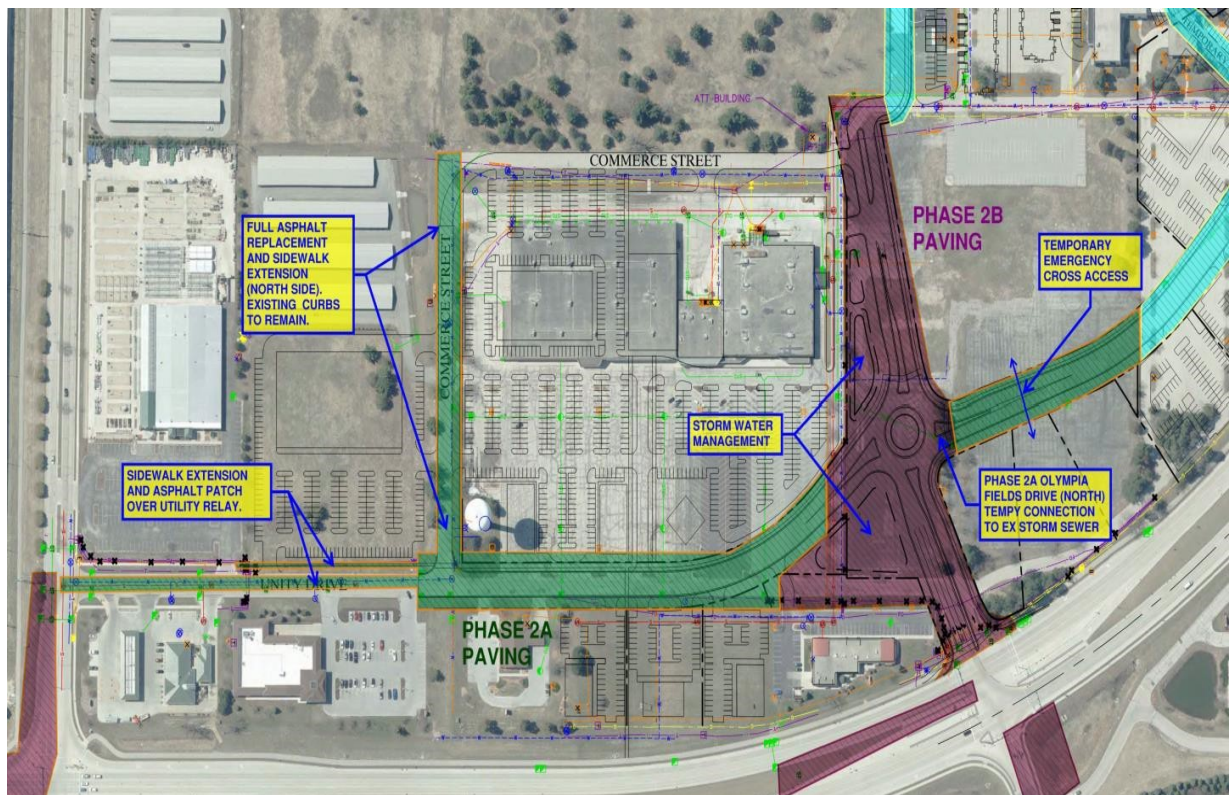 TEMPORARY
ATT-BUILDING
COMMERCE STREET
PHASE 2B
PAVING
FULL ASPHALT
REPLACEMENT
AND SIDEWALK
EXTENSION
(NORTH SIDE).
EXISTING CURBS
TO REMAIN.
COMMERCE STREET
TEMPORARY
EMERGENCY
CROSS ACCESS
STORM WATER
MANAGEMENT
SIDEWALK EXTENSION
AND ASPHALT PATCH
OVER UTILITY RELAY.
PHASE 2A OLYMPIA
FIELDS DRIVE (NORTH)
TEMPY CONNECTION
TO EX STORM SEWER
UNITY DRIVE
PHASE 2A
PAVING